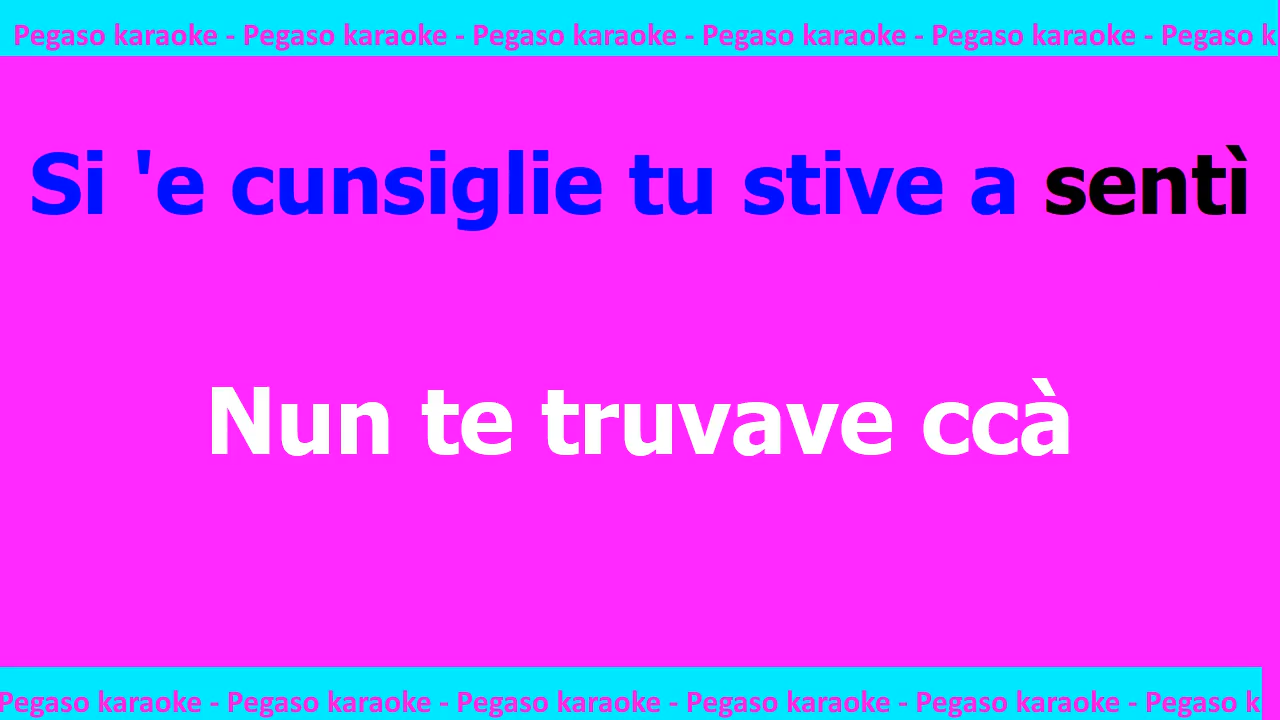 Pegaso karaoke - Pegaso karaoke - Pegaso karaoke - Pegaso karaoke - Pegaso karaoke - Pegaso k
Si 'e cunsiglie tu stive a sentì
Nun te truvave ccà
Pegaso karaoke - Pegaso karaoke - Pegaso karaoke - Pegaso karaoke - Pegaso karaoke - Pegaso k